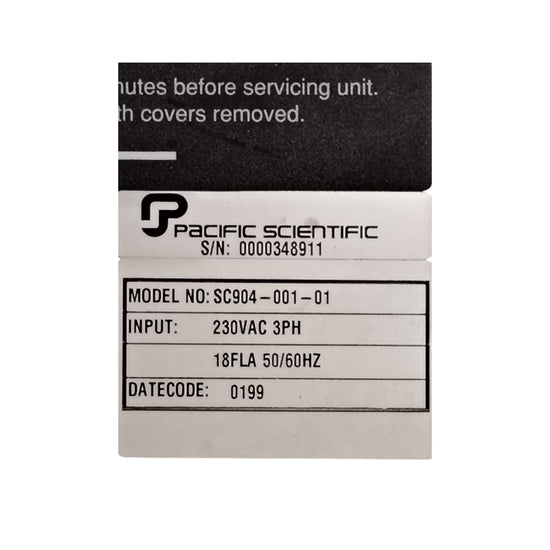 before servicing unit.
covers removed.
PACIFIC SCIENTIFIC
S/N: 0000348911
MODEL NO: SC904-001-01
INPUT: 230VAC 3PH
18FLA 50/60HZ
DATECODE: 0199